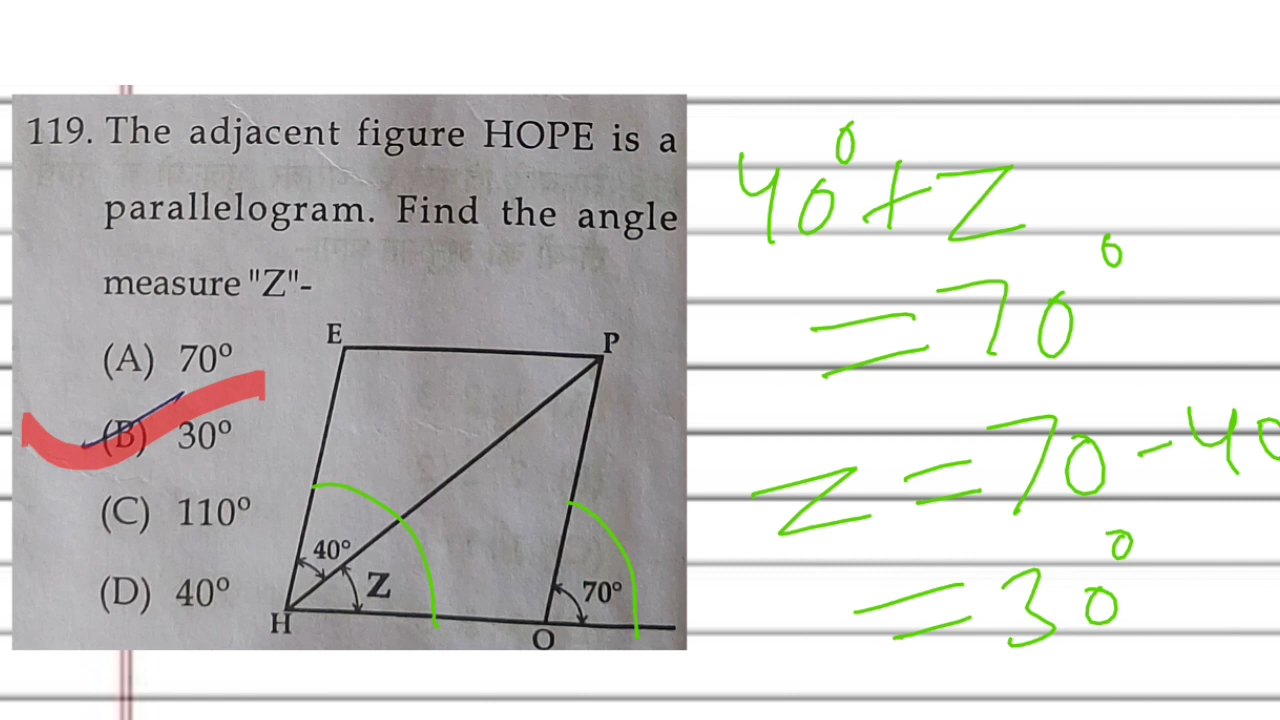 119. The adjacent figure HOPE is a
parallelogram. Find the angle
measure "Z"-
(A) 70°
(B) 30°
(C) 110°
(D) 40°
E
P
40°
Z
70°
H
O
40° + Z
= 70°
Z = 70 - 40
= 30°